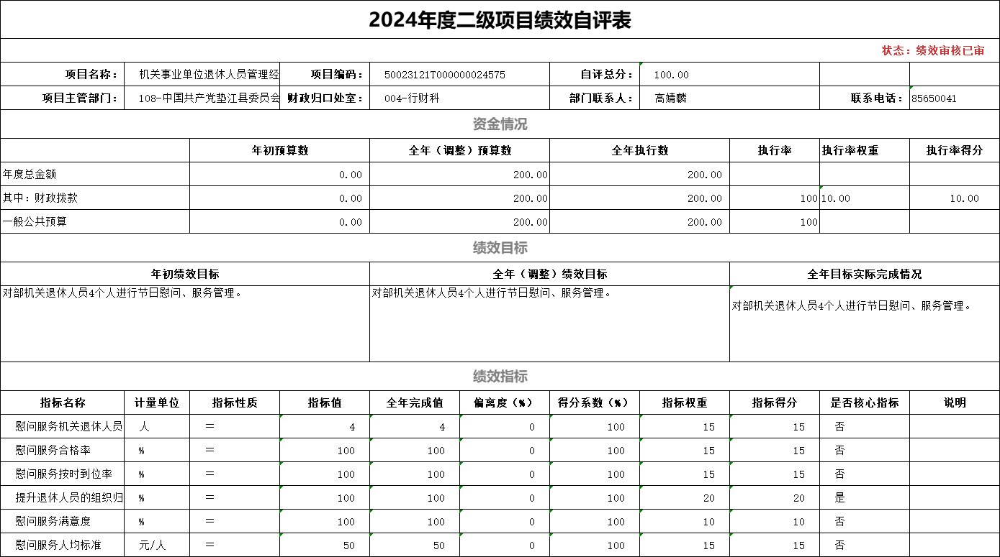 2024年度二级项目绩效自评表
状态：绩效审核已审
项目名称： 机关事业单位退休人员管理经 项目编码： 50023121T000000024575 自评总分： 100.00
项目主管部门： 108-中国共产党垫江县委员会 财政归口处室： 004-行财科 部门联系人： 高婧麟 联系电话： 85650041
资金情况
年初预算数 全年（调整）预算数 全年执行数 执行率 执行率权重 执行率得分
年度总金额 0.00 200.00 200.00
其中：财政拨款 0.00 200.00 200.00 100 10.00 10.00
一般公共预算 0.00 200.00 200.00 100
绩效目标
年初绩效目标 全年（调整）绩效目标 全年目标实际完成情况
对部机关退休人员4个人进行节日慰问、服务管理。 对部机关退休人员4个人进行节日慰问、服务管理。 对部机关退休人员4个人进行节日慰问、服务管理。
绩效指标
指标名称 计量单位 指标性质 指标值 全年完成值 偏离度（%） 得分系数（%） 指标权重 指标得分 是否核心指标 说明
慰问服务机关退休人员 人 ＝ 4 4 0 100 15 15 否
慰问服务合格率 % ＝ 100 100 0 100 15 15 否
慰问服务按时到位率 % ＝ 100 100 0 100 15 15 否
提升退休人员的组织归 % ＝ 100 100 0 100 20 20 是
慰问服务满意度 % ＝ 100 100 0 100 10 10 否
慰问服务人均标准 元/人 ＝ 50 50 0 100 15 15 否